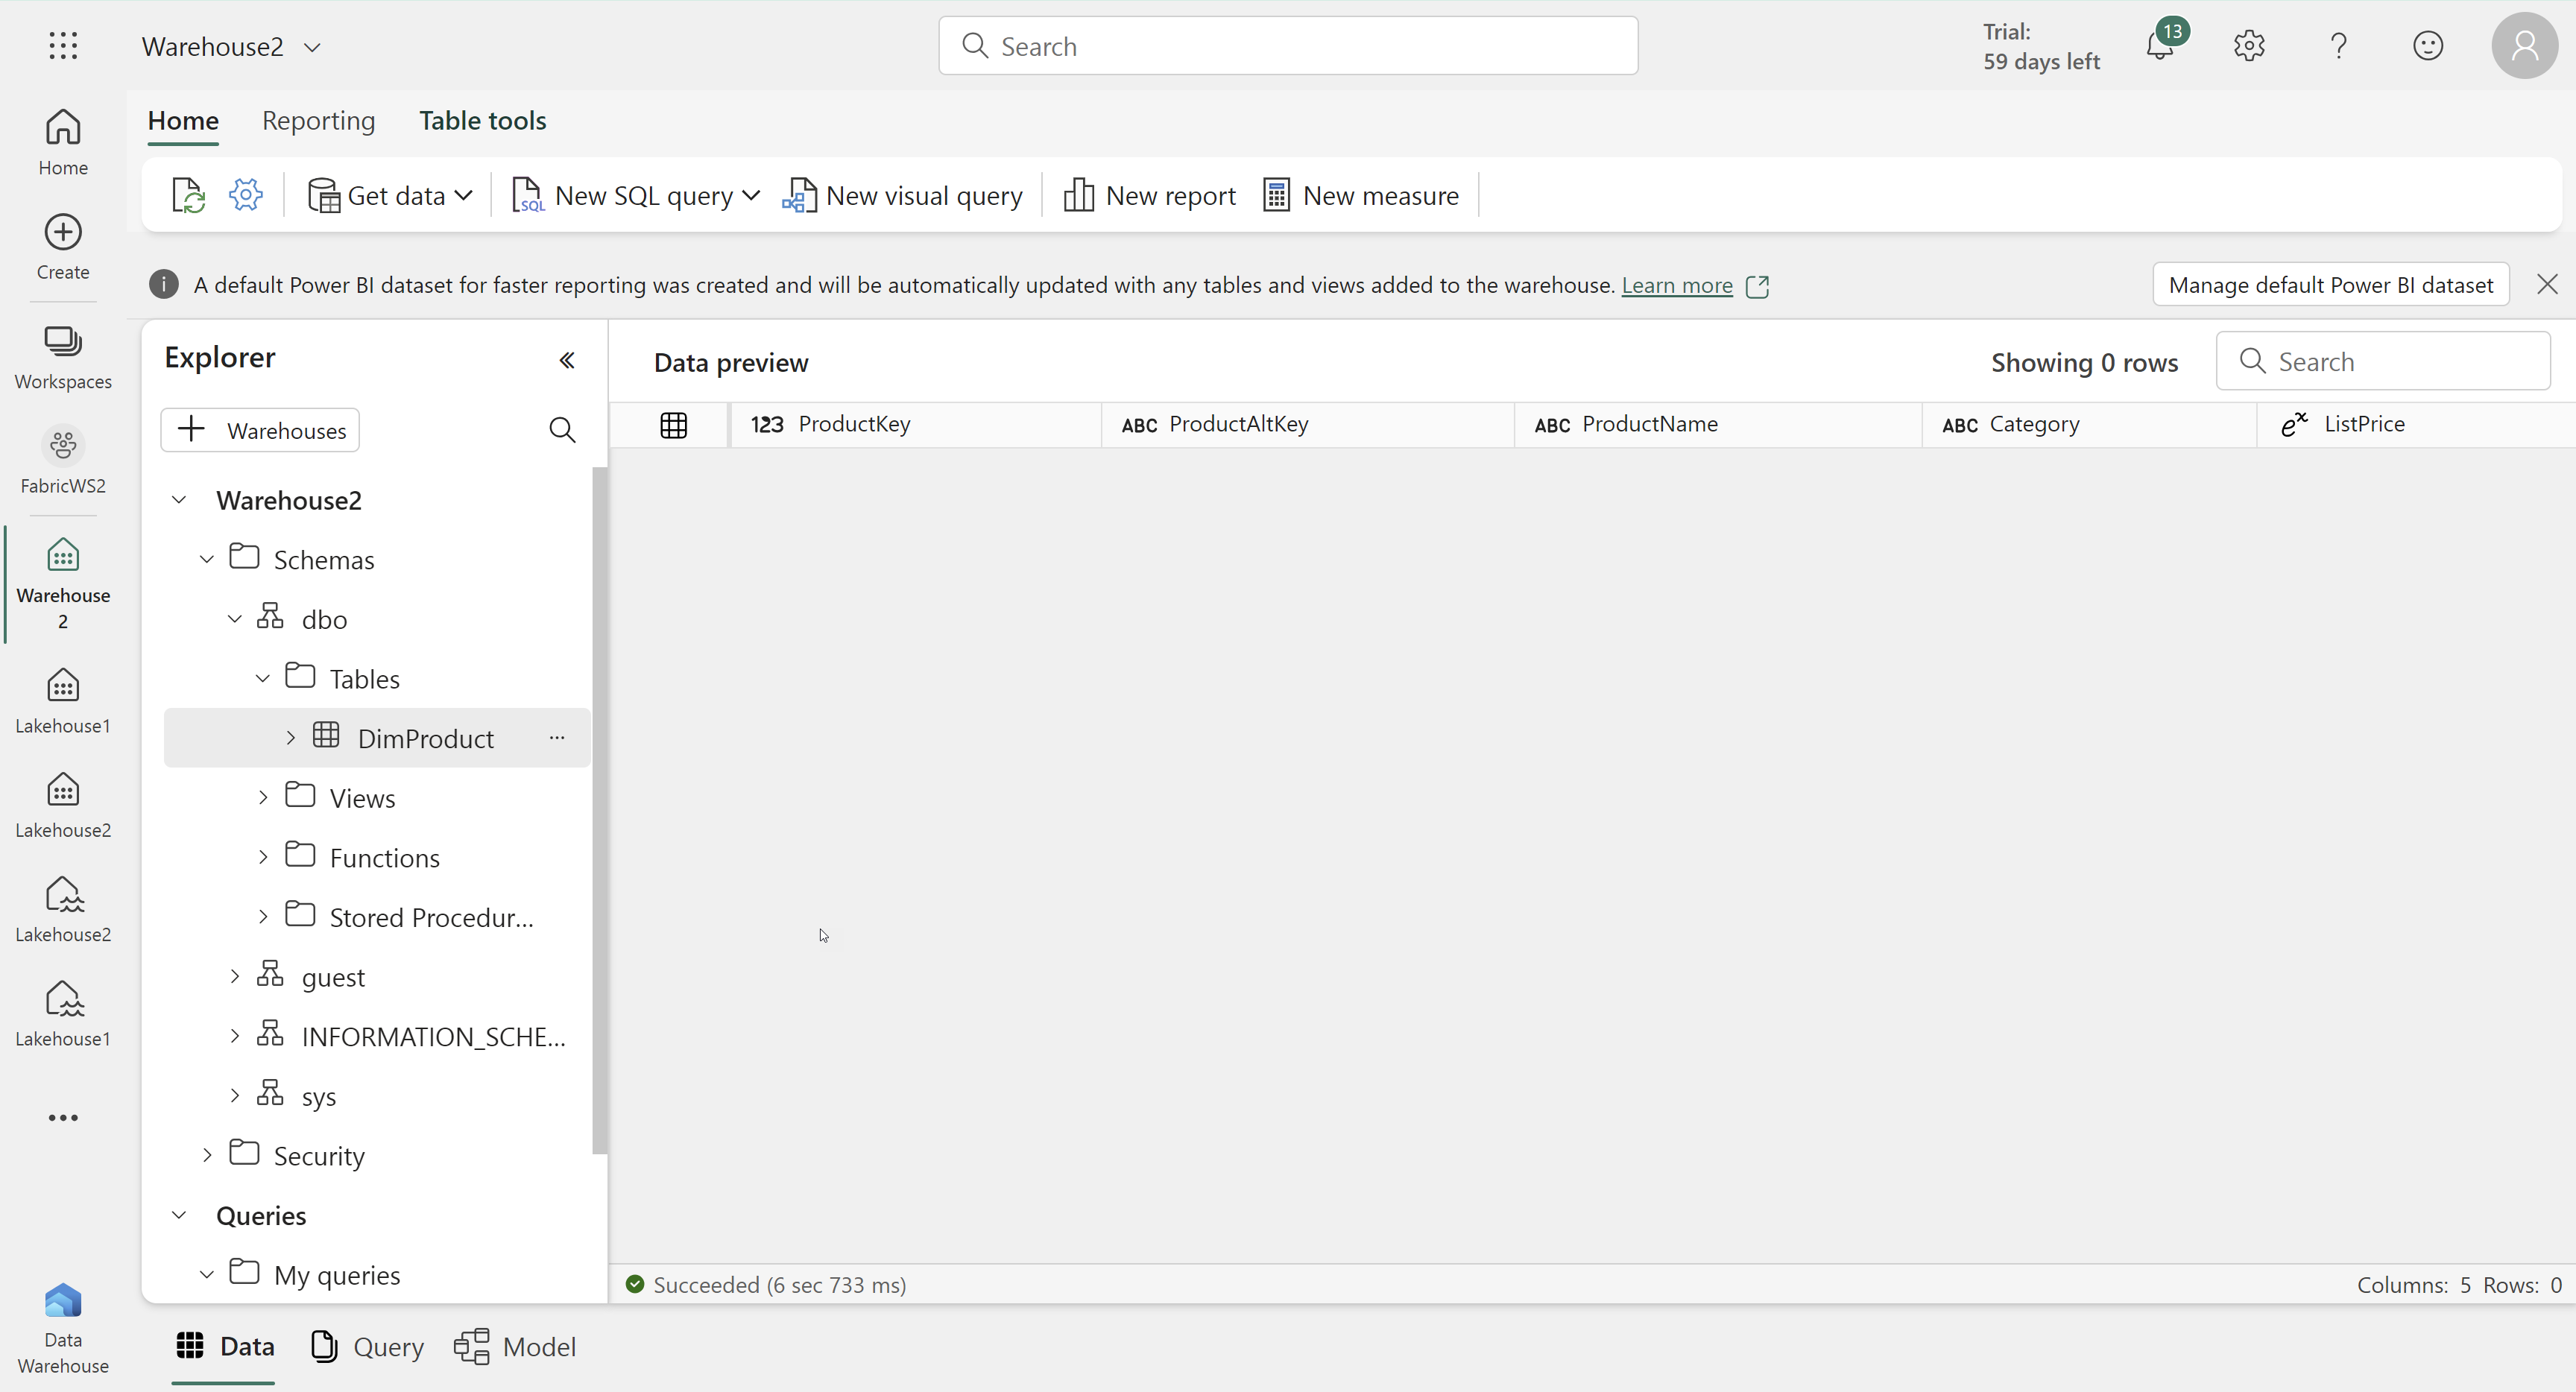 Warehouse2
Search
Trial:
59 days left
13
Home
Reporting
Table tools
Get data
New SQL query
New visual query
New report
New measure
A default Power BI dataset for faster reporting was created and will be automatically updated with any tables and views added to the warehouse. Learn more
Manage default Power BI dataset
Home
Create
Workspaces
FabricWS2
Warehouse
2
Lakehouse1
Lakehouse2
Lakehouse2
Lakehouse1
Data
Warehouse
Explorer
Warehouses
Warehouse2
Schemas
dbo
Tables
DimProduct
Views
Functions
Stored Procedur...
guest
INFORMATION_SCHE...
sys
Security
Queries
My queries
Data preview
Showing 0 rows
Search
123 ProductKey
ABC ProductAltKey
ABC ProductName
ABC Category
eˣ ListPrice
Succeeded (6 sec 733 ms)
Columns: 5 Rows: 0
Data
Query
Model